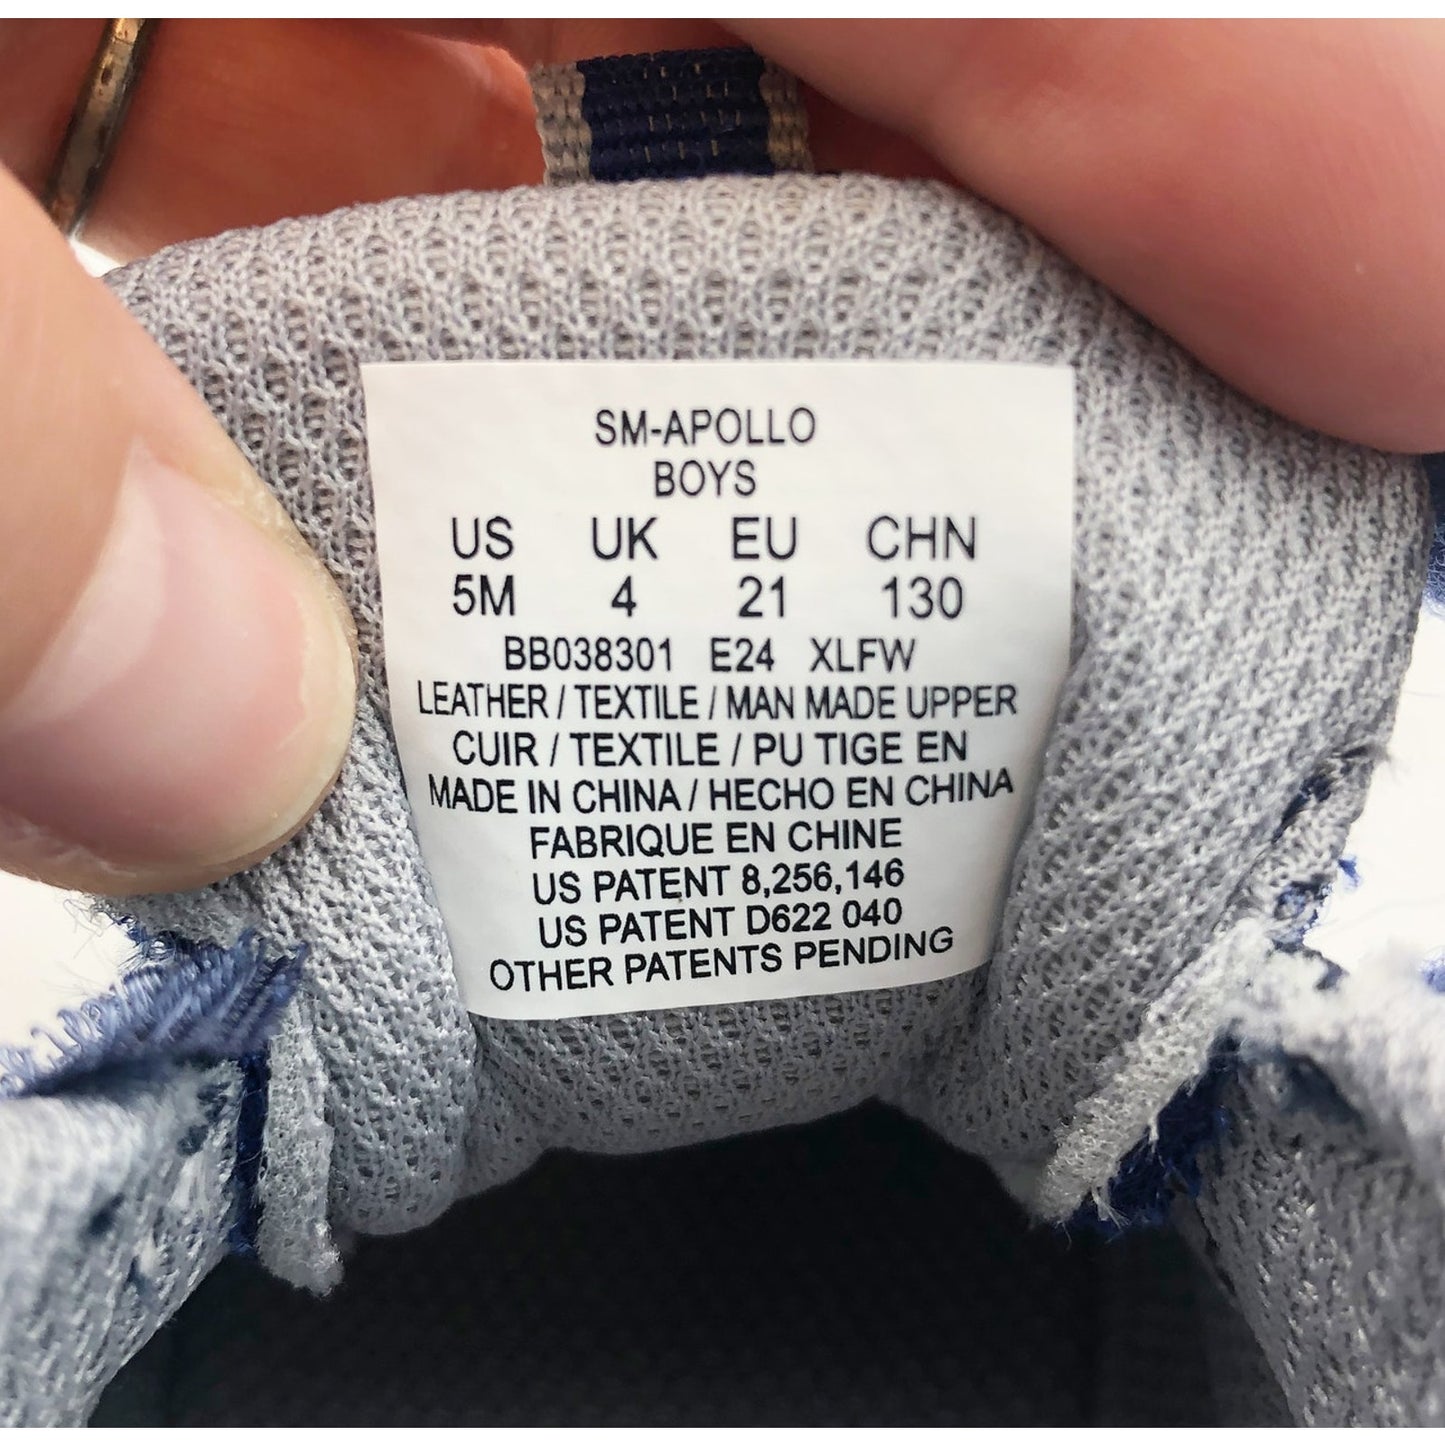 SM-APOLLO
BOYS
US UK EU CHN
5M 4 21 130
BB038301 E24 XLFW
LEATHER / TEXTILE / MAN MADE UPPER
CUIR / TEXTILE / PU TIGE EN
MADE IN CHINA / HECHO EN CHINA
FABRIQUE EN CHINE
US PATENT 8,256,146
US PATENT D622 040
OTHER PATENTS PENDING